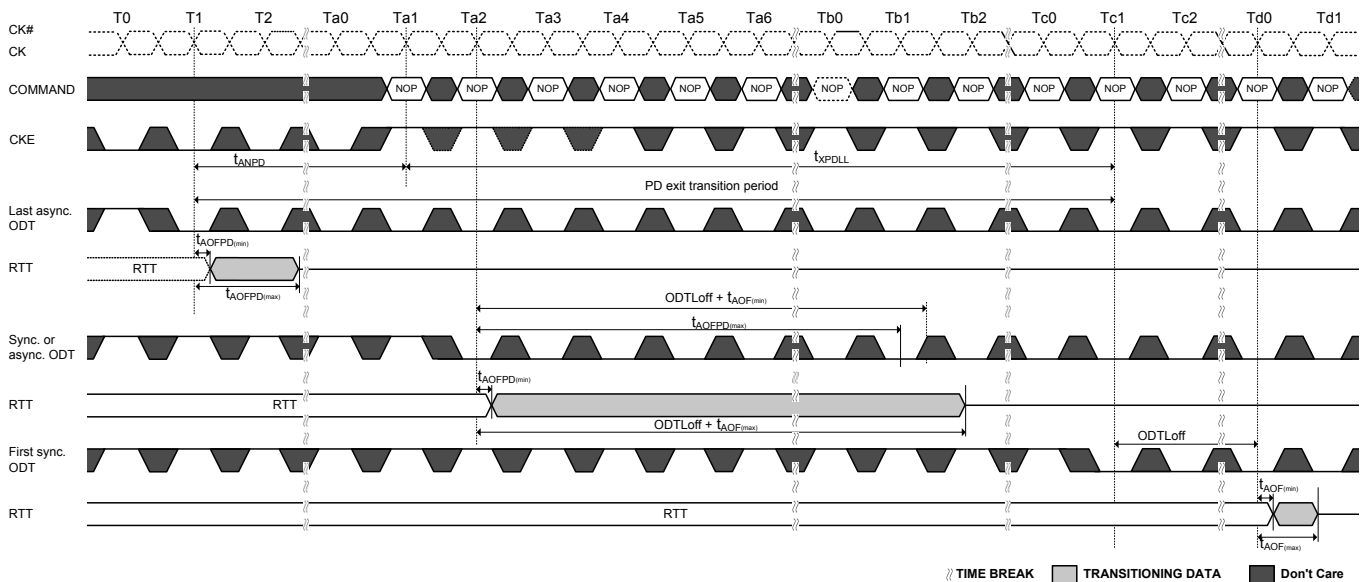 T0 T1 T2 Ta0 Ta1 Ta2 Ta3 Ta4 Ta5 Ta6 Tb0 Tb1 Tb2 Tc0 Tc1 Tc2 Td0 Td1
CK#
CK
COMMAND NOP NOP NOP NOP NOP NOP NOP NOP NOP NOP NOP NOP NOP NOP
CKE
tANPD tXPDLL
PD exit transition period
Last async.
ODT
tAOFPD(min)
RTT RTT
tAOFPD(max)
ODTLoff + tAOF(min)
tAOFPD(max)
Sync. or
async. ODT
tAOFPD(min)
RTT RTT
ODTLoff + tAOF(max)
ODTLoff
First sync.
ODT
tAOF(min)
RTT RTT
tAOF(max)
TIME BREAK TRANSITIONING DATA Don't Care